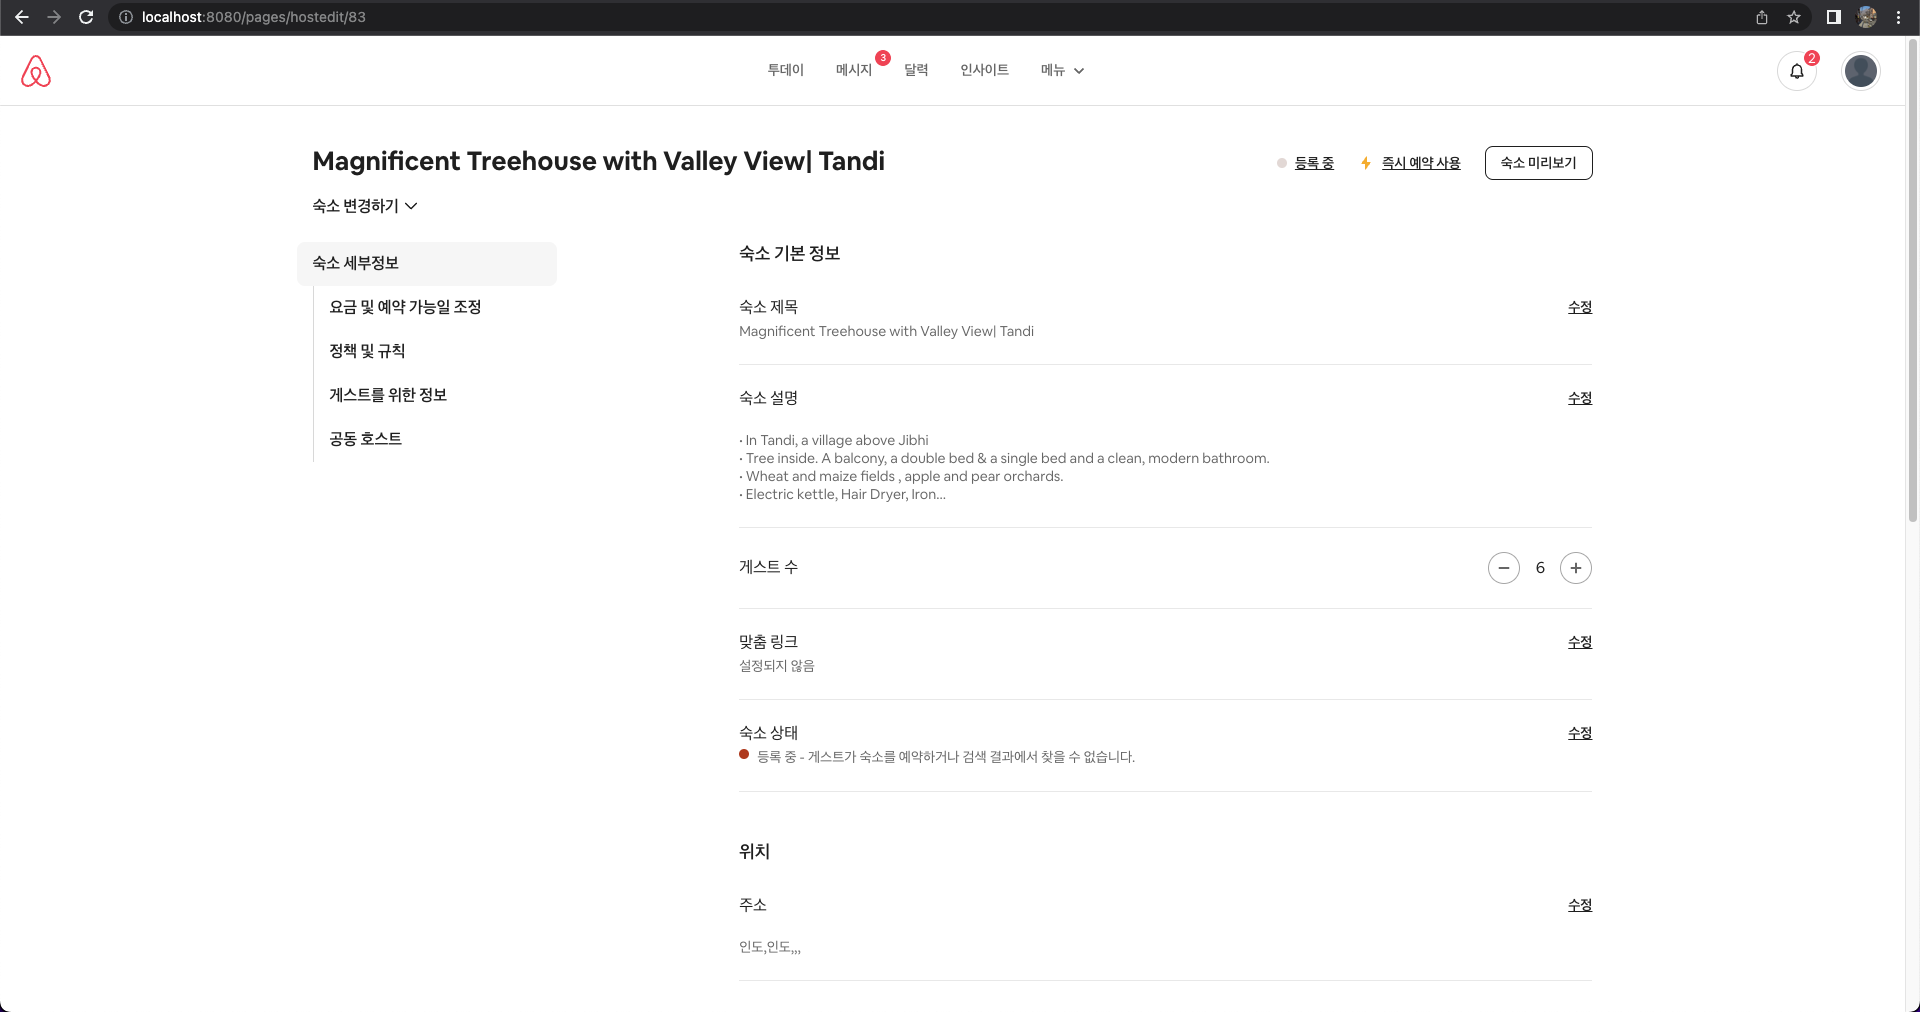 localhost:8080/pages/hostedit/83
투데이
메시지
3
달력
인사이트
메뉴
2
Magnificent Treehouse with Valley View| Tandi
등록 중
즉시 예약 사용
숙소 미리보기
숙소 변경하기
숙소 세부정보
요금 및 예약 가능일 조정
정책 및 규칙
게스트를 위한 정보
공동 호스트
숙소 기본 정보
숙소 제목
수정
Magnificent Treehouse with Valley View| Tandi
숙소 설명
수정
· In Tandi, a village above Jibhi
· Tree inside. A balcony, a double bed & a single bed and a clean, modern bathroom.
· Wheat and maize fields , apple and pear orchards.
· Electric kettle, Hair Dryer, Iron...
게스트 수
6
맞춤 링크
수정
설정되지 않음
숙소 상태
수정
등록 중 - 게스트가 숙소를 예약하거나 검색 결과에서 찾을 수 없습니다.
위치
주소
수정
인도,인도,,,